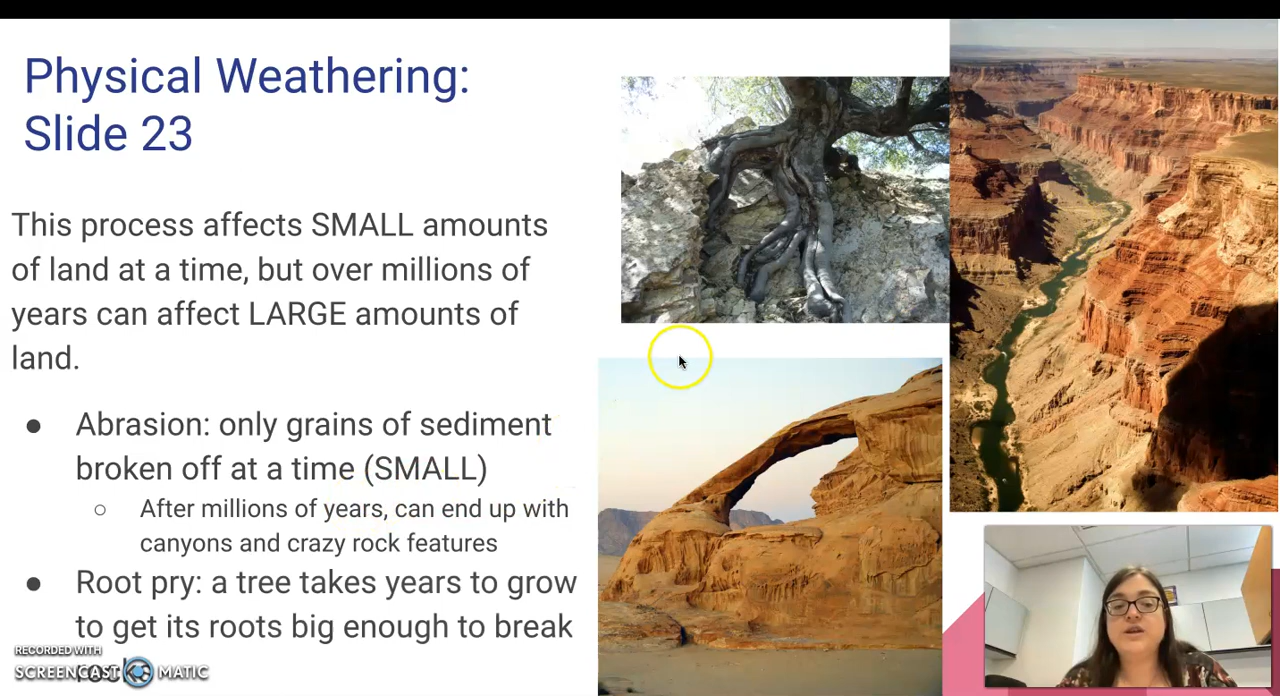 Physical Weathering:
Slide 23
This process affects SMALL amounts
of land at a time, but over millions of
years can affect LARGE amounts of
land.
● Abrasion: only grains of sediment
broken off at a time (SMALL)
○ After millions of years, can end up with
canyons and crazy rock features
● Root pry: a tree takes years to grow
to get its roots big enough to break
rocks
RECORDED WITH
SCREENCAST MATIC